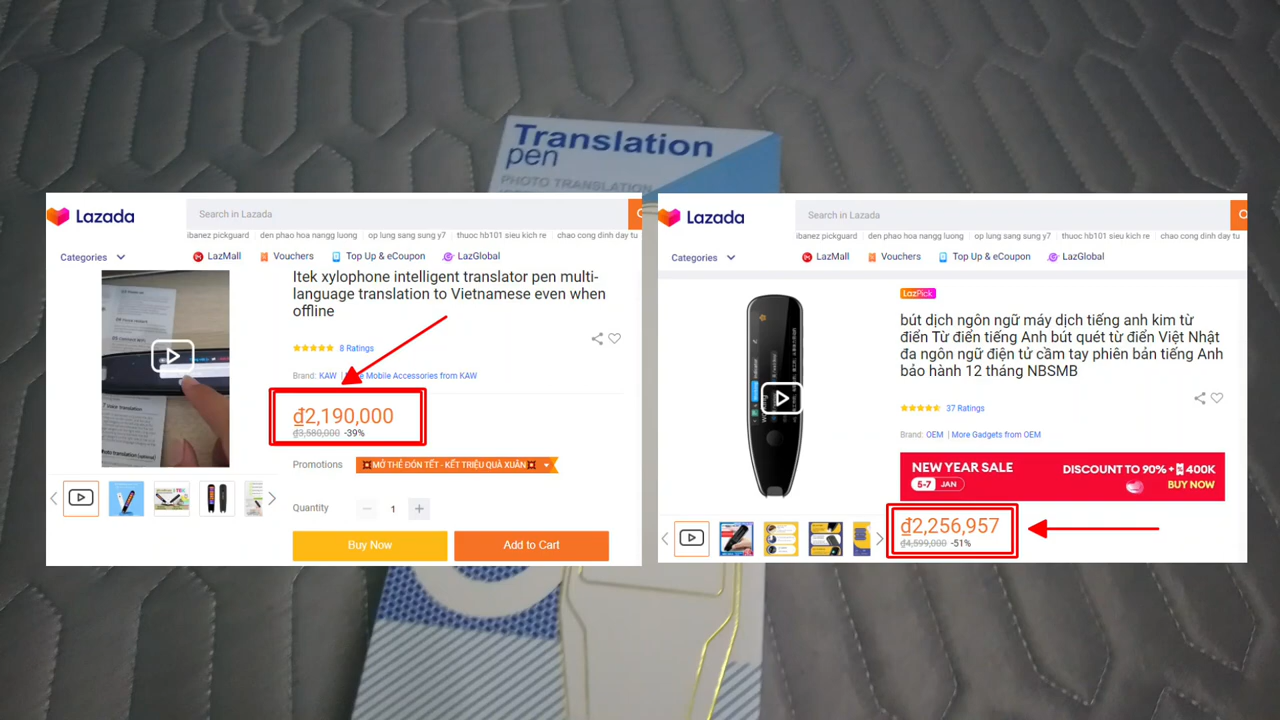 Translation
pen
PHOTO TRANSLATION
Lazada
Search in Lazada
ibanez pickguard
den phao hoa nangg luong
op lung sang sung y7
thuoc hb101 sieu kich re
chao cong dinh day tu
Categories
LazMall
Vouchers
Top Up & eCoupon
LazGlobal
Itek xylophone intelligent translator pen multi-
language translation to Vietnamese even when
offline
8 Ratings
Brand: KAW | Mobile Accessories from KAW
₫2,190,000
₫3,580,000 -39%
Promotions
MỞ THẺ ĐÓN TẾT - KẾT TRIỆU QUÀ XUÂN
Quantity
1
Buy Now
Add to Cart
Lazada
Search in Lazada
ibanez pickguard
den phao hoa nangg luong
op lung sang sung y7
thuoc hb101 sieu kich re
chao cong dinh day tu
Categories
LazMall
Vouchers
Top Up & eCoupon
LazGlobal
LazPick
bút dịch ngôn ngữ máy dịch tiếng anh kim từ
điển Từ điển tiếng Anh bút quét từ điển Việt Nhật
đa ngôn ngữ điện tử cầm tay phiên bản tiếng Anh
bảo hành 12 tháng NBSMB
37 Ratings
Brand: OEM | More Gadgets from OEM
NEW YEAR SALE
5-7 JAN
DISCOUNT TO 90% + 400K
BUY NOW
₫2,256,957
₫4,599,000 -51%